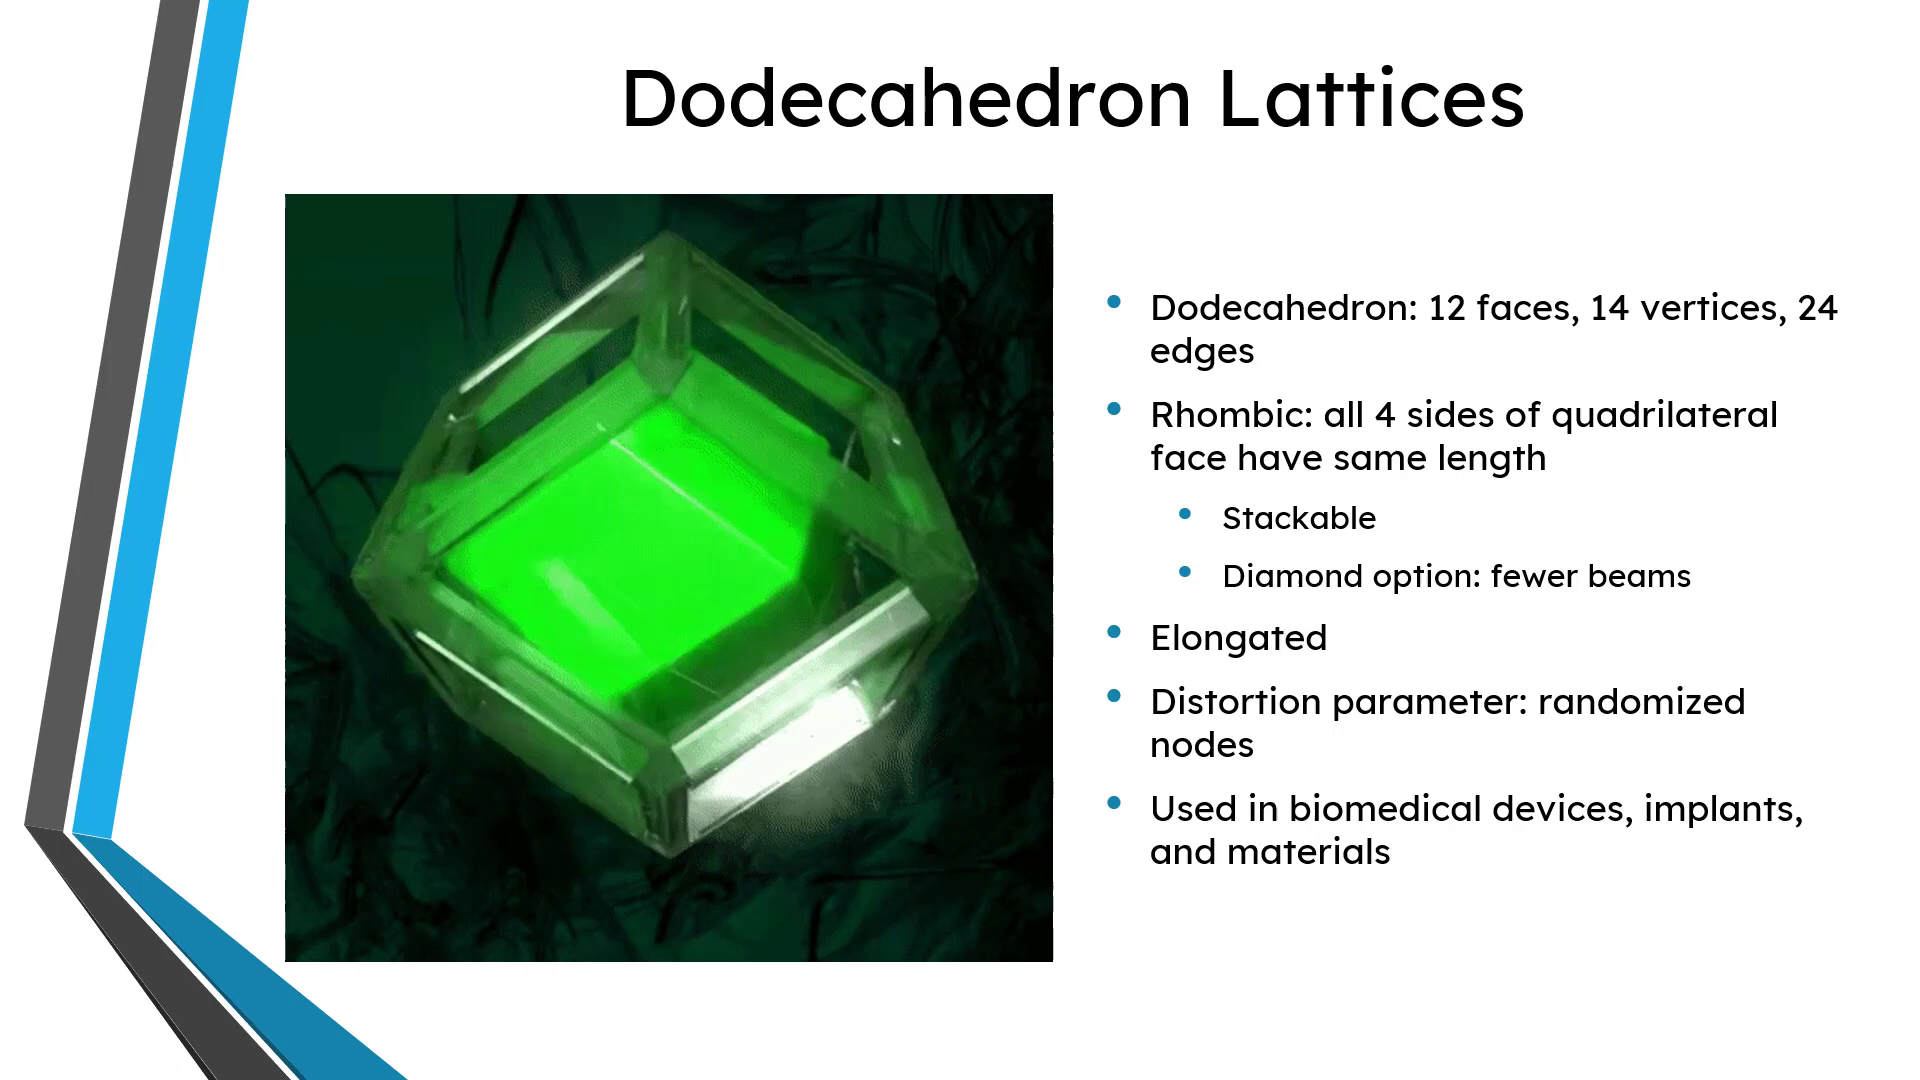 Dodecahedron Lattices
• Dodecahedron: 12 faces, 14 vertices, 24
edges
• Rhombic: all 4 sides of quadrilateral
face have same length
• Stackable
• Diamond option: fewer beams
• Elongated
• Distortion parameter: randomized
nodes
• Used in biomedical devices, implants,
and materials